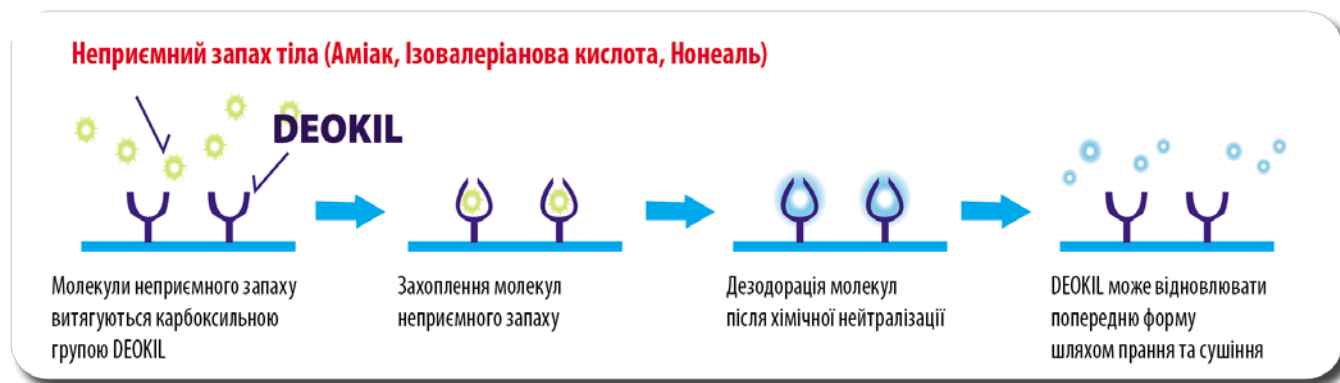 Неприємний запах тіла (Аміак, Ізовалеріанова кислота, Нонеаль)
DEOKIL
Молекули неприємного запаху
витягуються карбоксильною
групою DEOKIL
Захоплення молекул
неприємного запаху
Дезодорація молекул
після хімічної нейтралізації
DEOKIL може відновлювати
попередню форму
шляхом прання та сушіння